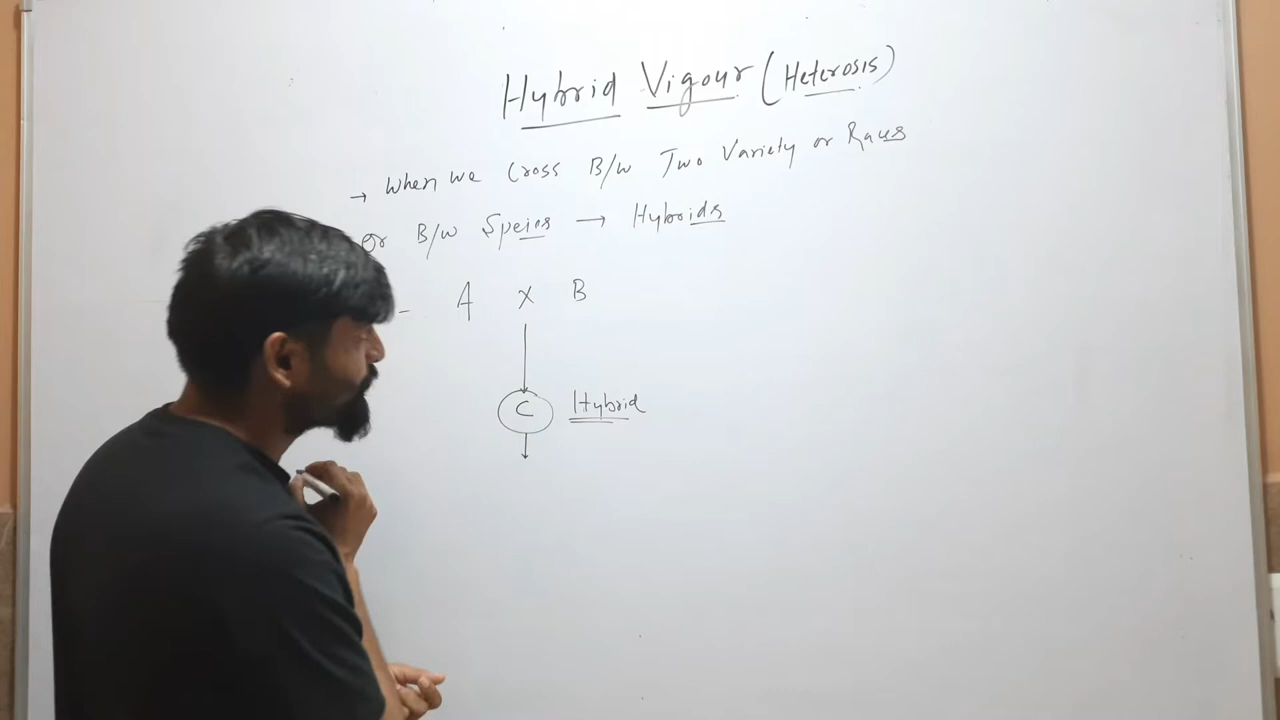 Hybrid Vigour (Heterosis)
→ When we Cross B/w Two Variety or Races
or B/w Speies → Hybrids
- A X B
C Hybrid